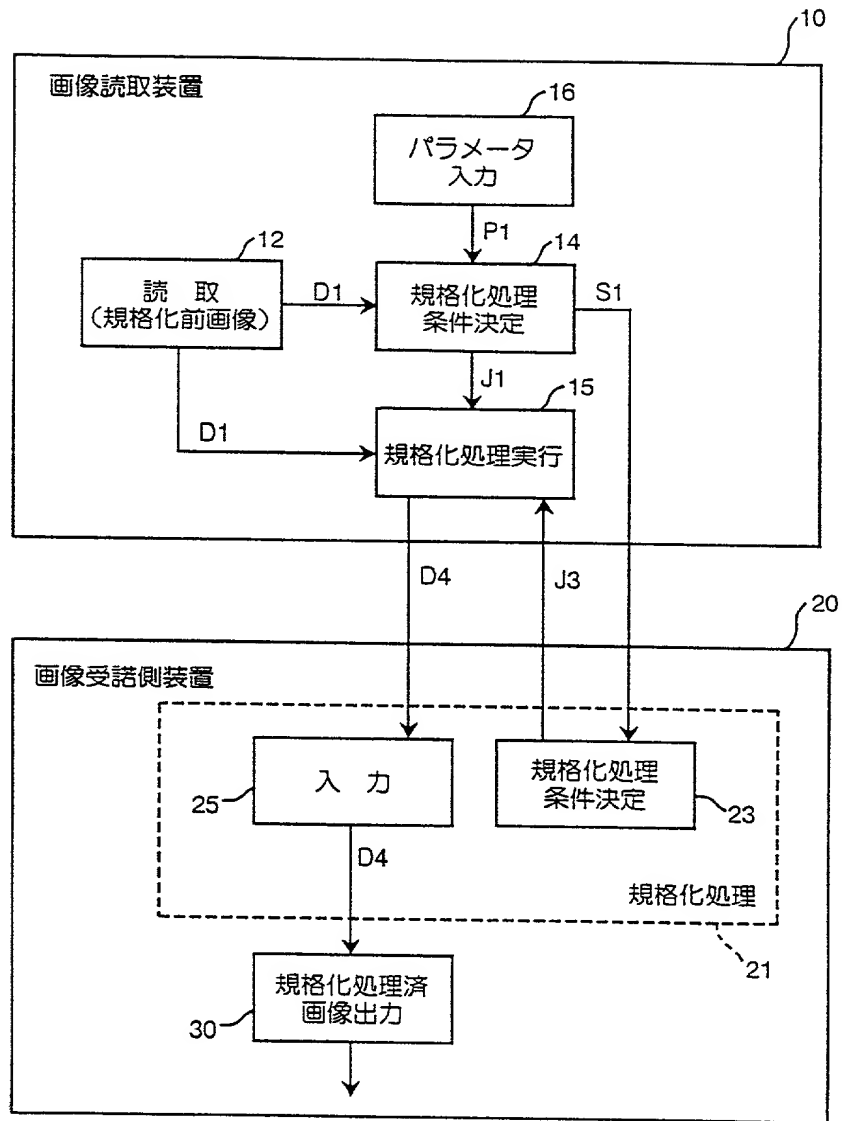 10
画像読取装置
16
パラメータ
入力
P1
12
14
読 取
(規格化前画像)
D1
規格化処理
条件決定
S1
J1
15
D1
規格化処理実行
D4
J3
20
画像受諾側装置
入 力
25
規格化処理
条件決定
23
D4
規格化処理
21
規格化処理済
画像出力
30